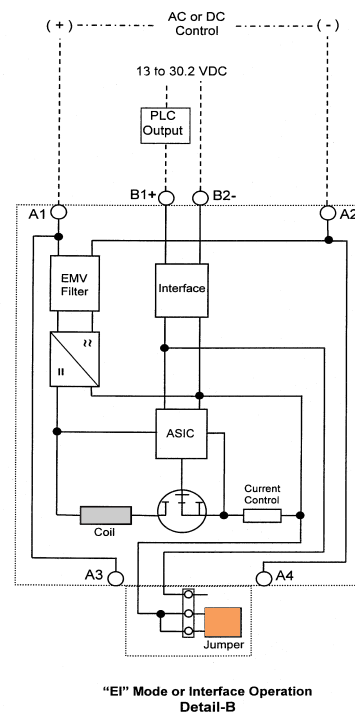 AC or DC
Control
(+)
(-)
13 to 30.2 VDC
PLC
Output
B1+
B2-
A1
A2
EMV
Filter
Interface
≈
=
ASIC
Current
Control
Coil
A3
A4
Jumper
“EI” Mode or Interface Operation
Detail-B